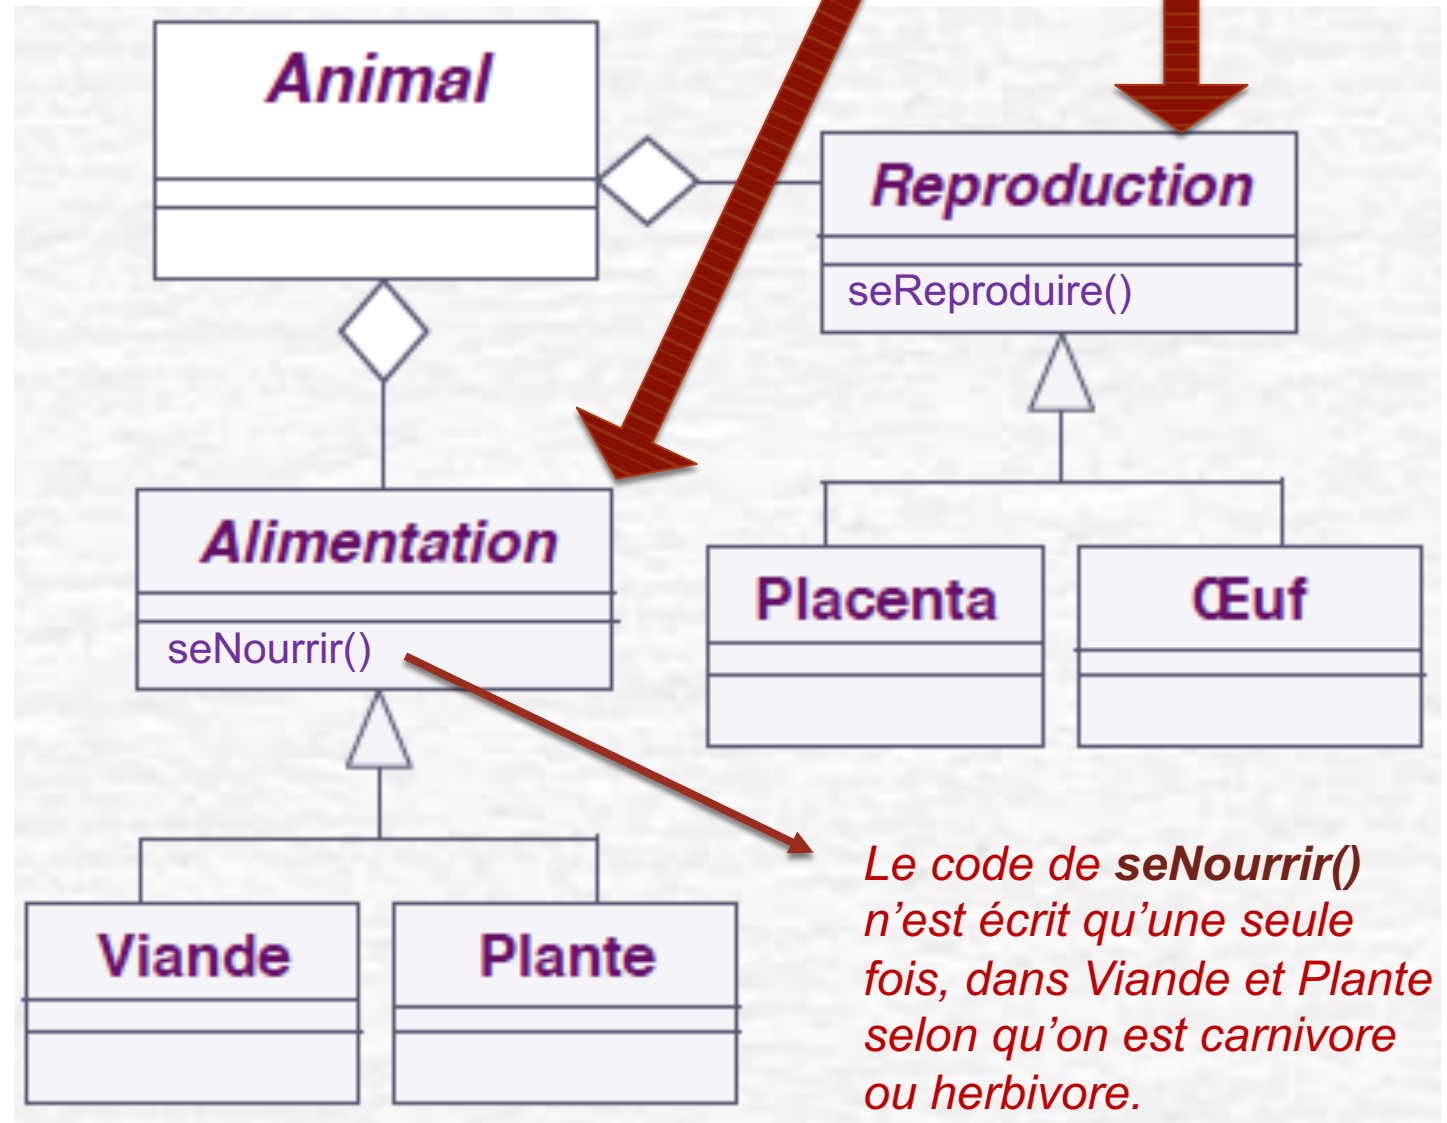 Animal
Reproduction
seReproduire()
Alimentation
seNourrir()
Placenta
Œuf
Viande
Plante
Le code de seNourrir()
n’est écrit qu’une seule
fois, dans Viande et Plante
selon qu’on est carnivore
ou herbivore.